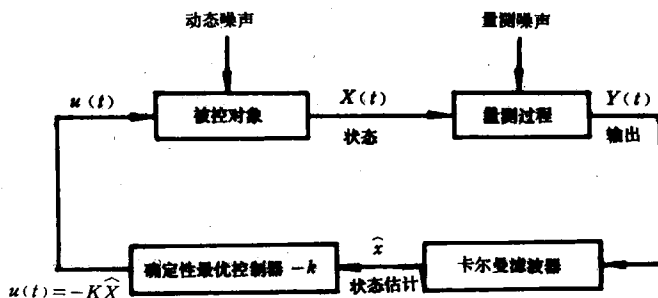 动态噪声
量测噪声
u(t)
被控对象
X(t)
状态
量测过程
Y(t)
输出
u(t)=-KX̂
确定性最优控制器 -k
x̂
状态估计
卡尔曼滤波器